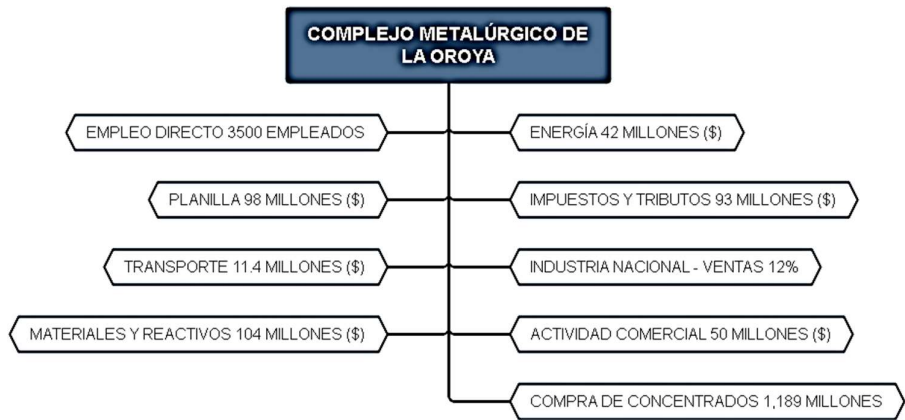 COMPLEJO METALÚRGICO DE
LA OROYA
EMPLEO DIRECTO 3500 EMPLEADOS
ENERGÍA 42 MILLONES ($)
PLANILLA 98 MILLONES ($)
IMPUESTOS Y TRIBUTOS 93 MILLONES ($)
TRANSPORTE 11.4 MILLONES ($)
INDUSTRIA NACIONAL - VENTAS 12%
MATERIALES Y REACTIVOS 104 MILLONES ($)
ACTIVIDAD COMERCIAL 50 MILLONES ($)
COMPRA DE CONCENTRADOS 1,189 MILLONES